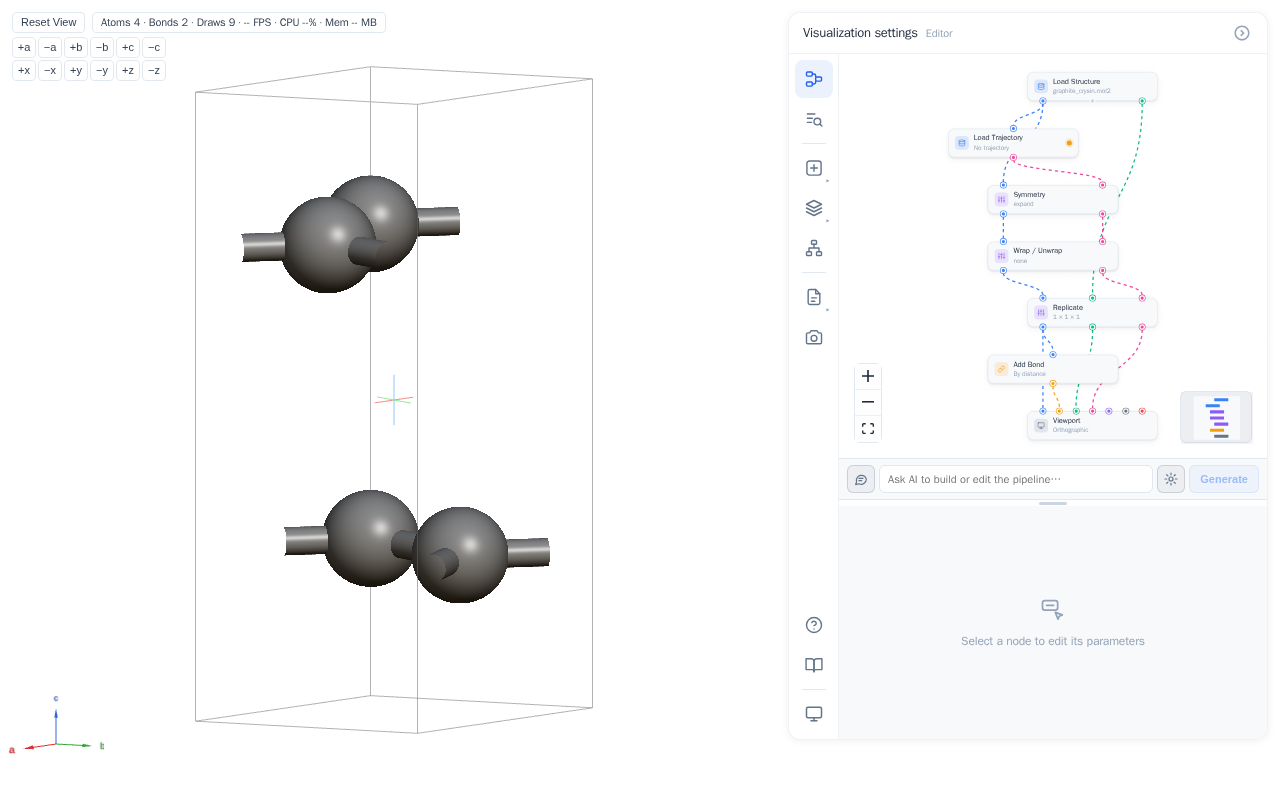 Reset View
Atoms 4 · Bonds 2 · Draws 9 · -- FPS · CPU --% · Mem -- MB
+a −a +b −b +c −c
+x −x +y −y +z −z
c
a
b
Visualization settings Editor
Load Structure
graphite_crysin.mol2
Load Trajectory
No trajectory
Symmetry
expand
Wrap / Unwrap
none
Replicate
1 × 1 × 1
Add Bond
By distance
Viewport
Orthographic
Ask AI to build or edit the pipeline⋯
Generate
Select a node to edit its parameters